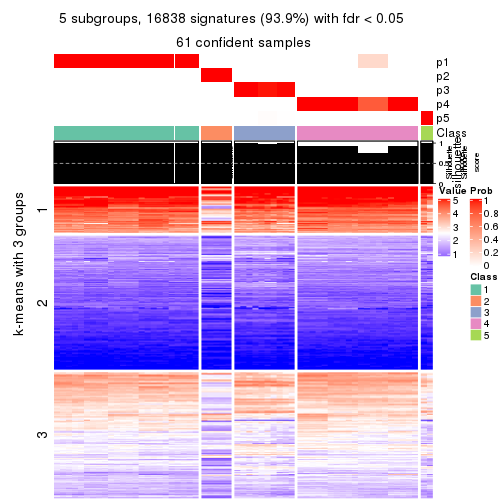 5 subgroups, 16838 signatures (93.9%) with fdr < 0.05
61 confident samples
p1
p2
p3
p4
p5
Class
1
0.5
0
silhouette
Silhouette
score
k-means with 3 groups
1
2
3
Value
5
4
3
2
1
Prob
1
0.8
0.6
0.4
0.2
0
Class
1
2
3
4
5